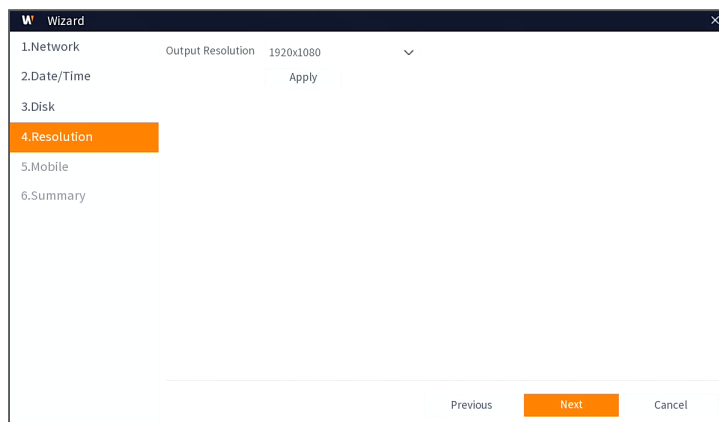 Wizard
1.Network
2.Date/Time
3.Disk
4.Resolution
5.Mobile
6.Summary
Output Resolution 1920x1080
Apply
Previous Next Cancel